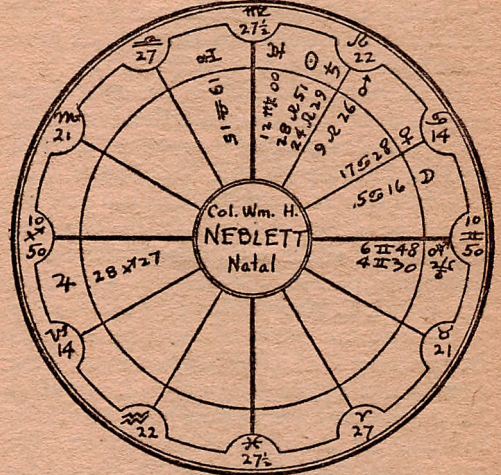 ♍
27½
♎
27
♅
☿
☉
♄
♌
22
12 ♍ 00
28 ♌ 51
24 ♌ 29
9 ♌ 26
♂
♏
21
♋
14
17 ♋ 28 ♀
5 ♋ 16 ☽
Col. Wm. H.
NEBLETT
Natal
10
♐
50
10
♊
50
6 ♊ 48
4 ♊ 30
♃ 28 ♐ 27
♑
14
♉
21
♒
22
♈
27
♓
27½